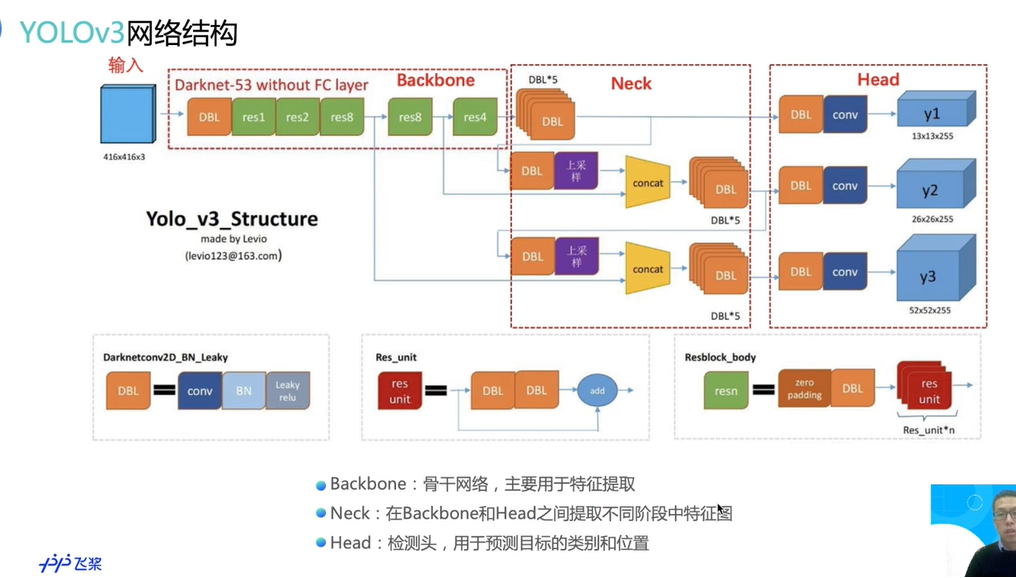 YOLOv3网络结构
输入
416x416x3
Darknet-53 without FC layer
Backbone
DBL
res1
res2
res8
res8
res4
Neck
DBL*5
DBL
DBL
上采
样
concat
DBL
DBL*5
DBL
上采
样
concat
DBL
DBL*5
Head
DBL
conv
y1
13x13x255
DBL
conv
y2
26x26x255
DBL
conv
y3
52x52x255
Yolo_v3_Structure
made by Levio
(levio123@163.com)
Darknetconv2D_BN_Leaky
DBL
conv
BN
Leaky
relu
Res_unit
res
unit
DBL
DBL
add
Resblock_body
resn
zero
padding
DBL
res
unit
Res_unit*n
Backbone：骨干网络，主要用于特征提取
Neck：在Backbone和Head之间提取不同阶段中特征图
Head：检测头，用于预测目标的类别和位置
飞桨